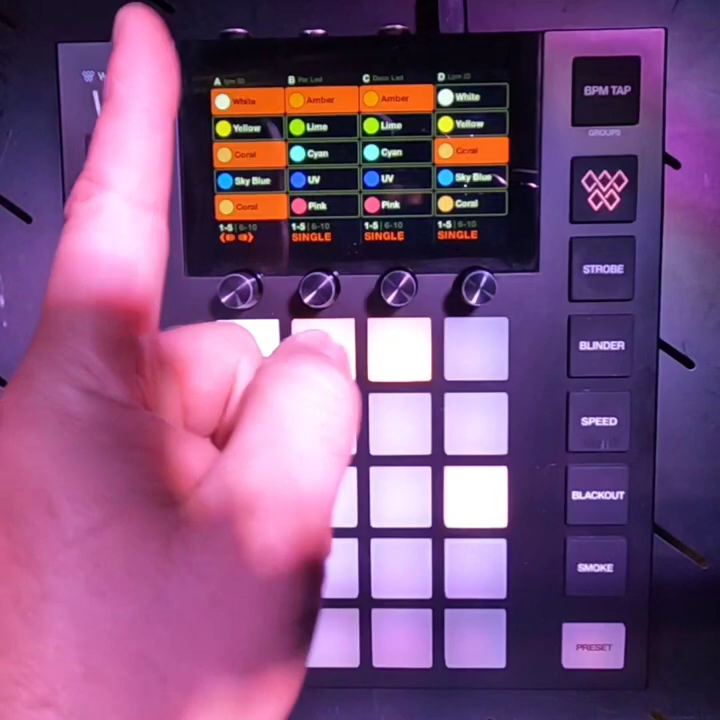 BPM TAP
GROUPS
A B C D
White Amber Amber White
Yellow Lime Lime Yellow
Coral Cyan Cyan Coral
Sky Blue UV UV Sky Blue
Coral Pink Pink Coral
1-5 | 6-10 1-5 | 6-10 1-5 | 6-10 1-5 | 6-10
SINGLE SINGLE SINGLE
STROBE
BLINDER
SPEED
BLACKOUT
SMOKE
PRESET